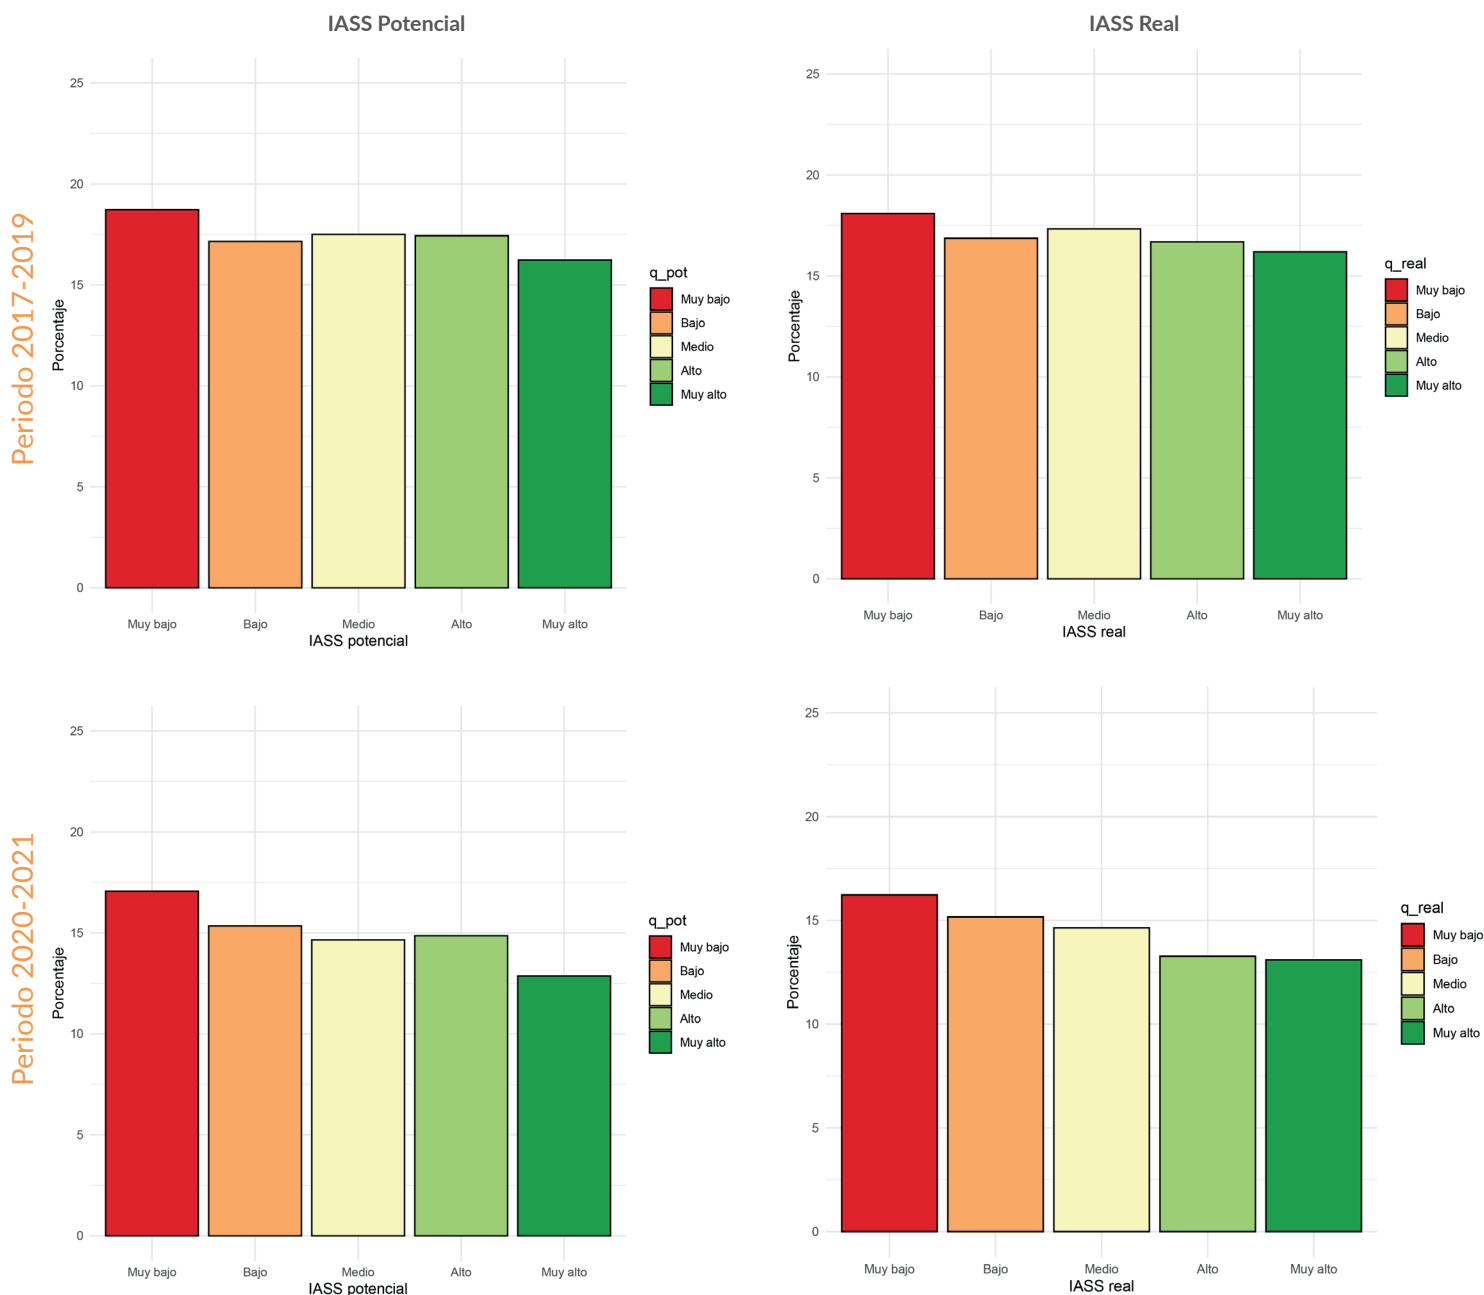 IASS Potencial
IASS Real
Periodo 2017-2019
Porcentaje
25
20
15
10
5
0
Muy bajo
Bajo
Medio
Alto
Muy alto
IASS potencial
q_pot
Muy bajo
Bajo
Medio
Alto
Muy alto
Porcentaje
25
20
15
10
5
0
Muy bajo
Bajo
Medio
Alto
Muy alto
IASS real
q_real
Muy bajo
Bajo
Medio
Alto
Muy alto
Periodo 2020-2021
Porcentaje
25
20
15
10
5
0
Muy bajo
Bajo
Medio
Alto
Muy alto
IASS potencial
q_pot
Muy bajo
Bajo
Medio
Alto
Muy alto
Porcentaje
25
20
15
10
5
0
Muy bajo
Bajo
Medio
Alto
Muy alto
IASS real
q_real
Muy bajo
Bajo
Medio
Alto
Muy alto